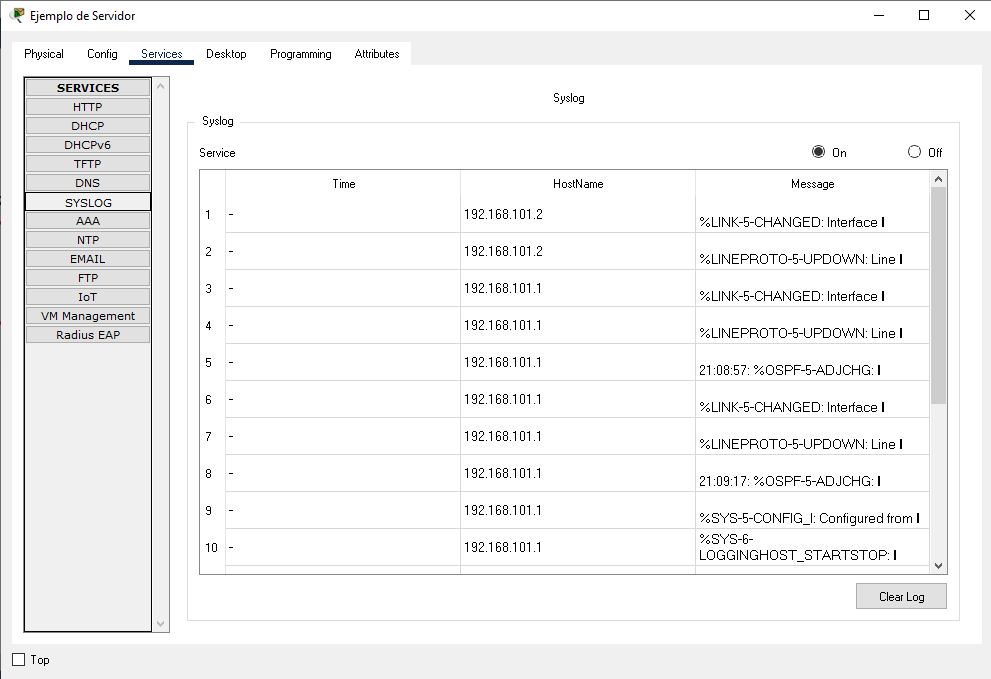 Ejemplo de Servidor
Physical Config Services Desktop Programming Attributes
SERVICES
HTTP
DHCP
DHCPv6
TFTP
DNS
SYSLOG
AAA
NTP
EMAIL
FTP
IoT
VM Management
Radius EAP
Syslog
Syslog
Service On Off
Time HostName Message
1 - 192.168.101.2 %LINK-5-CHANGED: Interface I
2 - 192.168.101.2 %LINEPROTO-5-UPDOWN: Line I
3 - 192.168.101.1 %LINK-5-CHANGED: Interface I
4 - 192.168.101.1 %LINEPROTO-5-UPDOWN: Line I
5 - 192.168.101.1 21:08:57: %OSPF-5-ADJCHG: I
6 - 192.168.101.1 %LINK-5-CHANGED: Interface I
7 - 192.168.101.1 %LINEPROTO-5-UPDOWN: Line I
8 - 192.168.101.1 21:09:17: %OSPF-5-ADJCHG: I
9 - 192.168.101.1 %SYS-5-CONFIG_I: Configured from I
10 - 192.168.101.1 %SYS-6-
LOGGINGHOST_STARTSTOP: I
Clear Log
Top